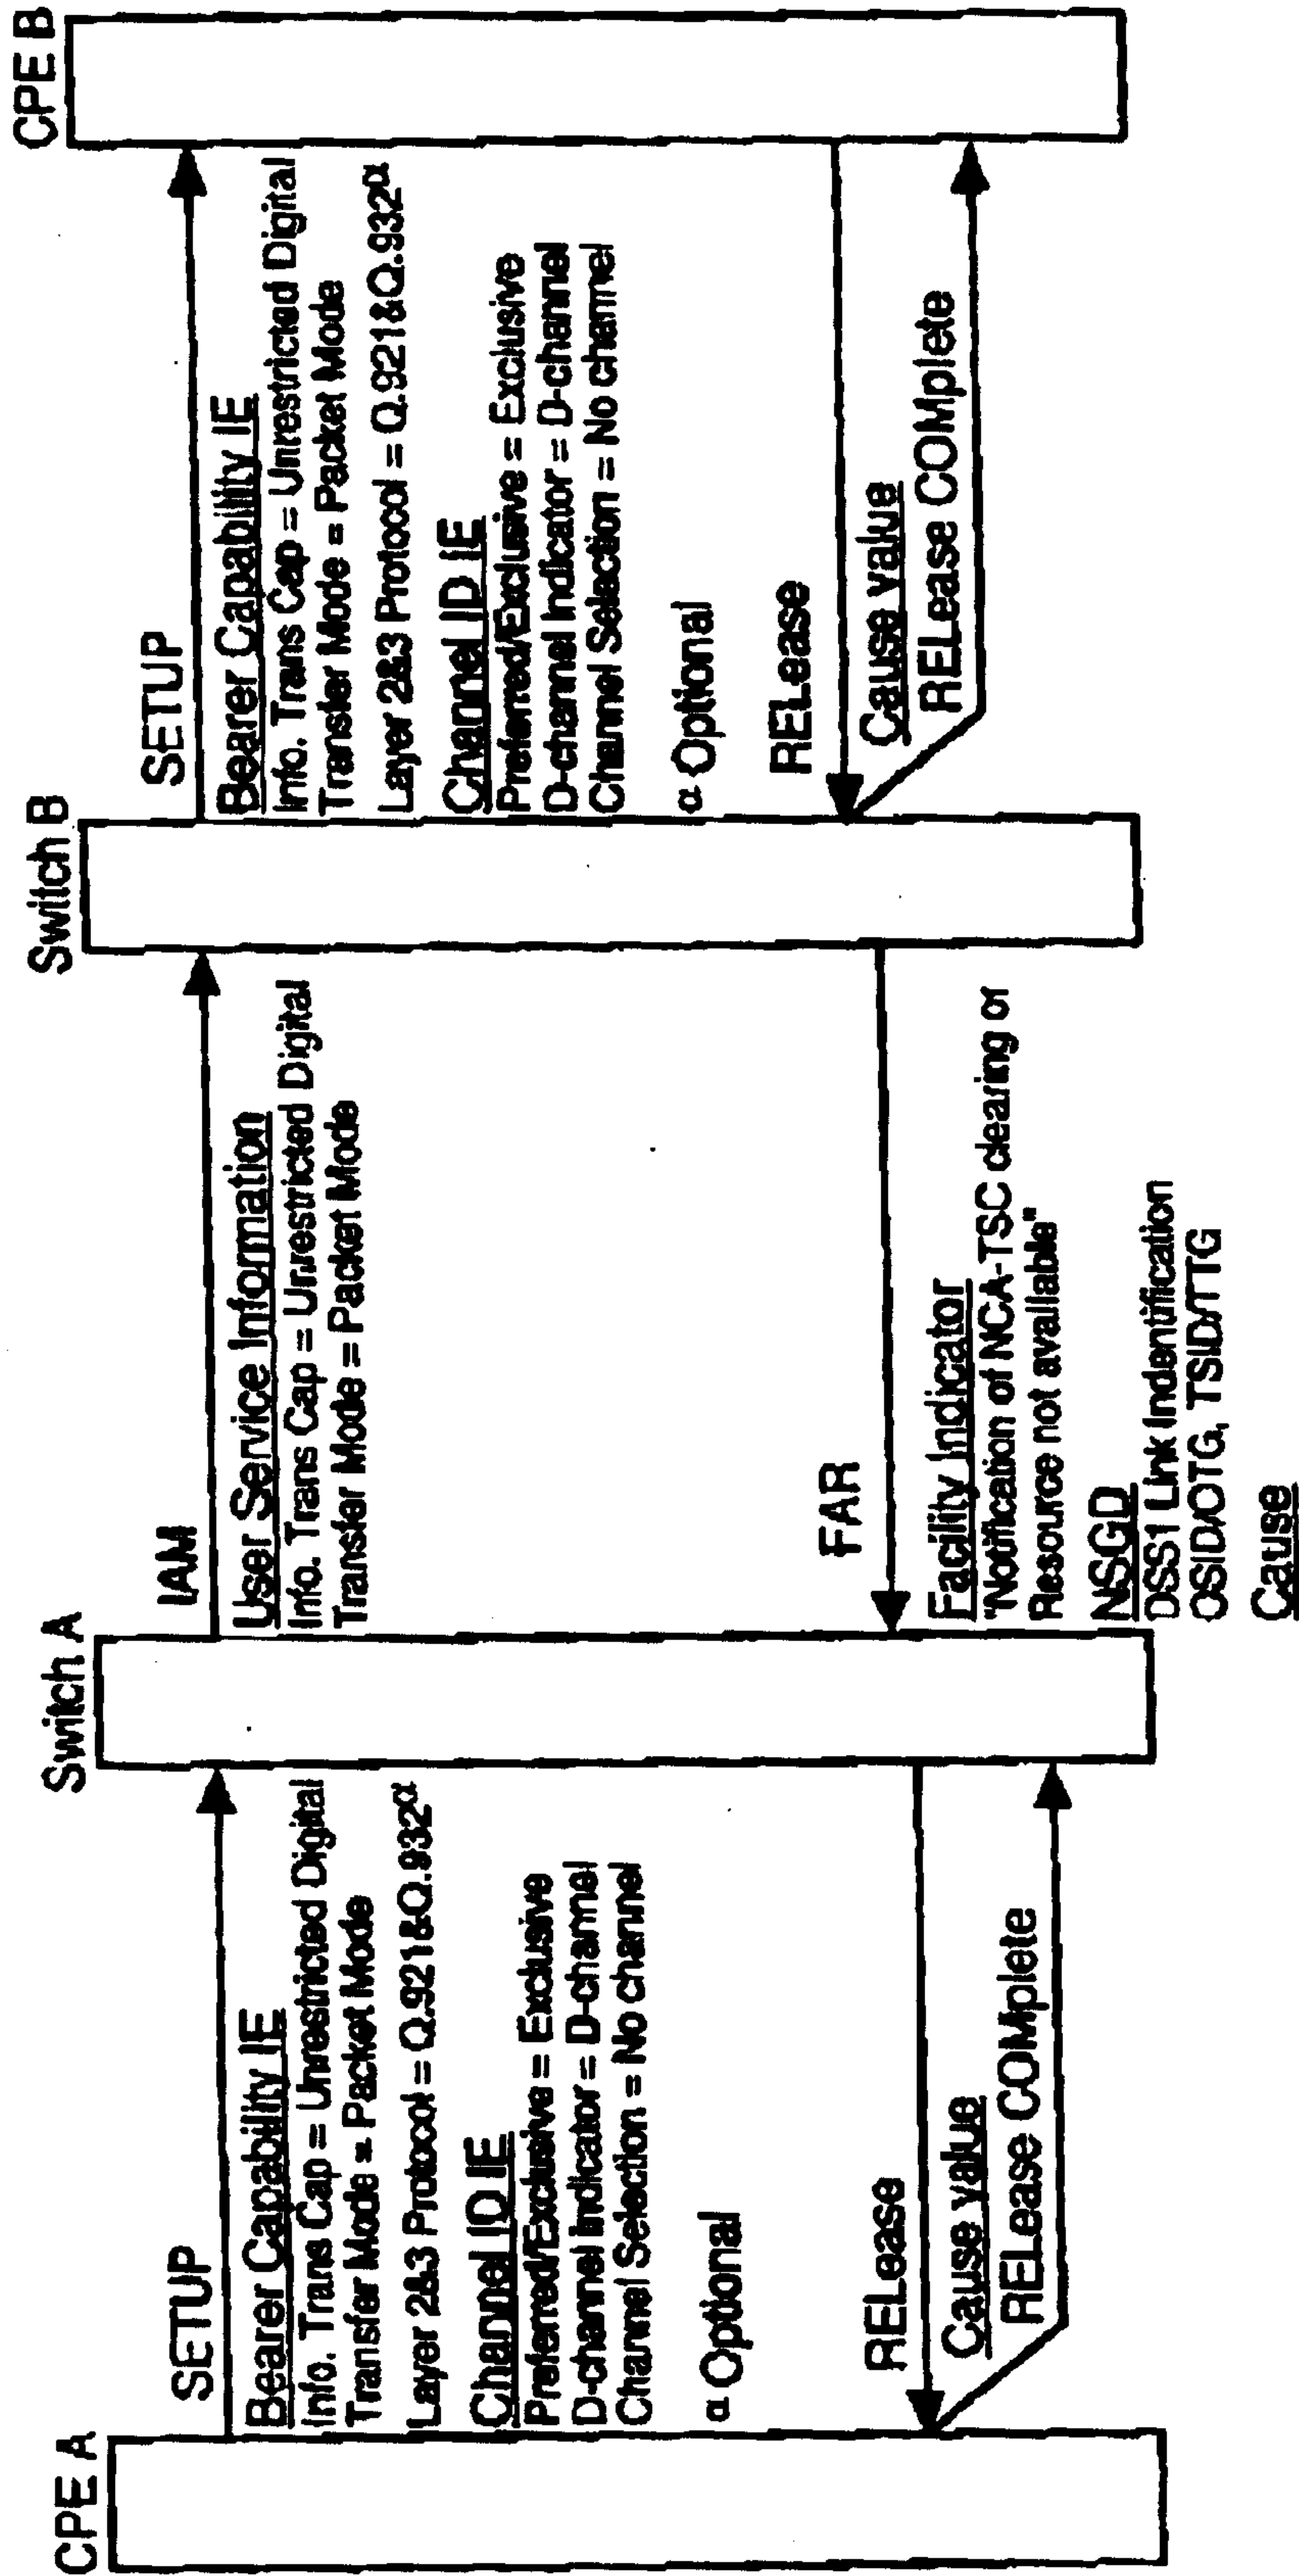 CPE A
Switch A
Switch B
CPE B
SETUP
Bearer Capability IE
Info. Trans Cap = Unrestricted Digital
Transfer Mode = Packet Mode
Layer 2&3 Protocol = Q.921&Q.932α
Channel ID IE
Preferred/Exclusive = Exclusive
D-channel Indicator = D-channel
Channel Selection = No channel
α Optional
RELease
Cause value
RELease COMplete
IAM
User Service Information
Info. Trans Cap = Unrestricted Digital
Transfer Mode = Packet Mode
FAR
Facility Indicator
"Notification of NCA-TSC clearing or
Resource not available"
NSGD
DSS1 Link Indentification
OSID/OTG, TSID/TTG
Cause
SETUP
Bearer Capability IE
Info. Trans Cap = Unrestricted Digital
Transfer Mode = Packet Mode
Layer 2&3 Protocol = Q.921&Q.932α
Channel ID IE
Preferred/Exclusive = Exclusive
D-channel Indicator = D-channel
Channel Selection = No channel
α Optional
RELease
Cause value
RELease COMplete